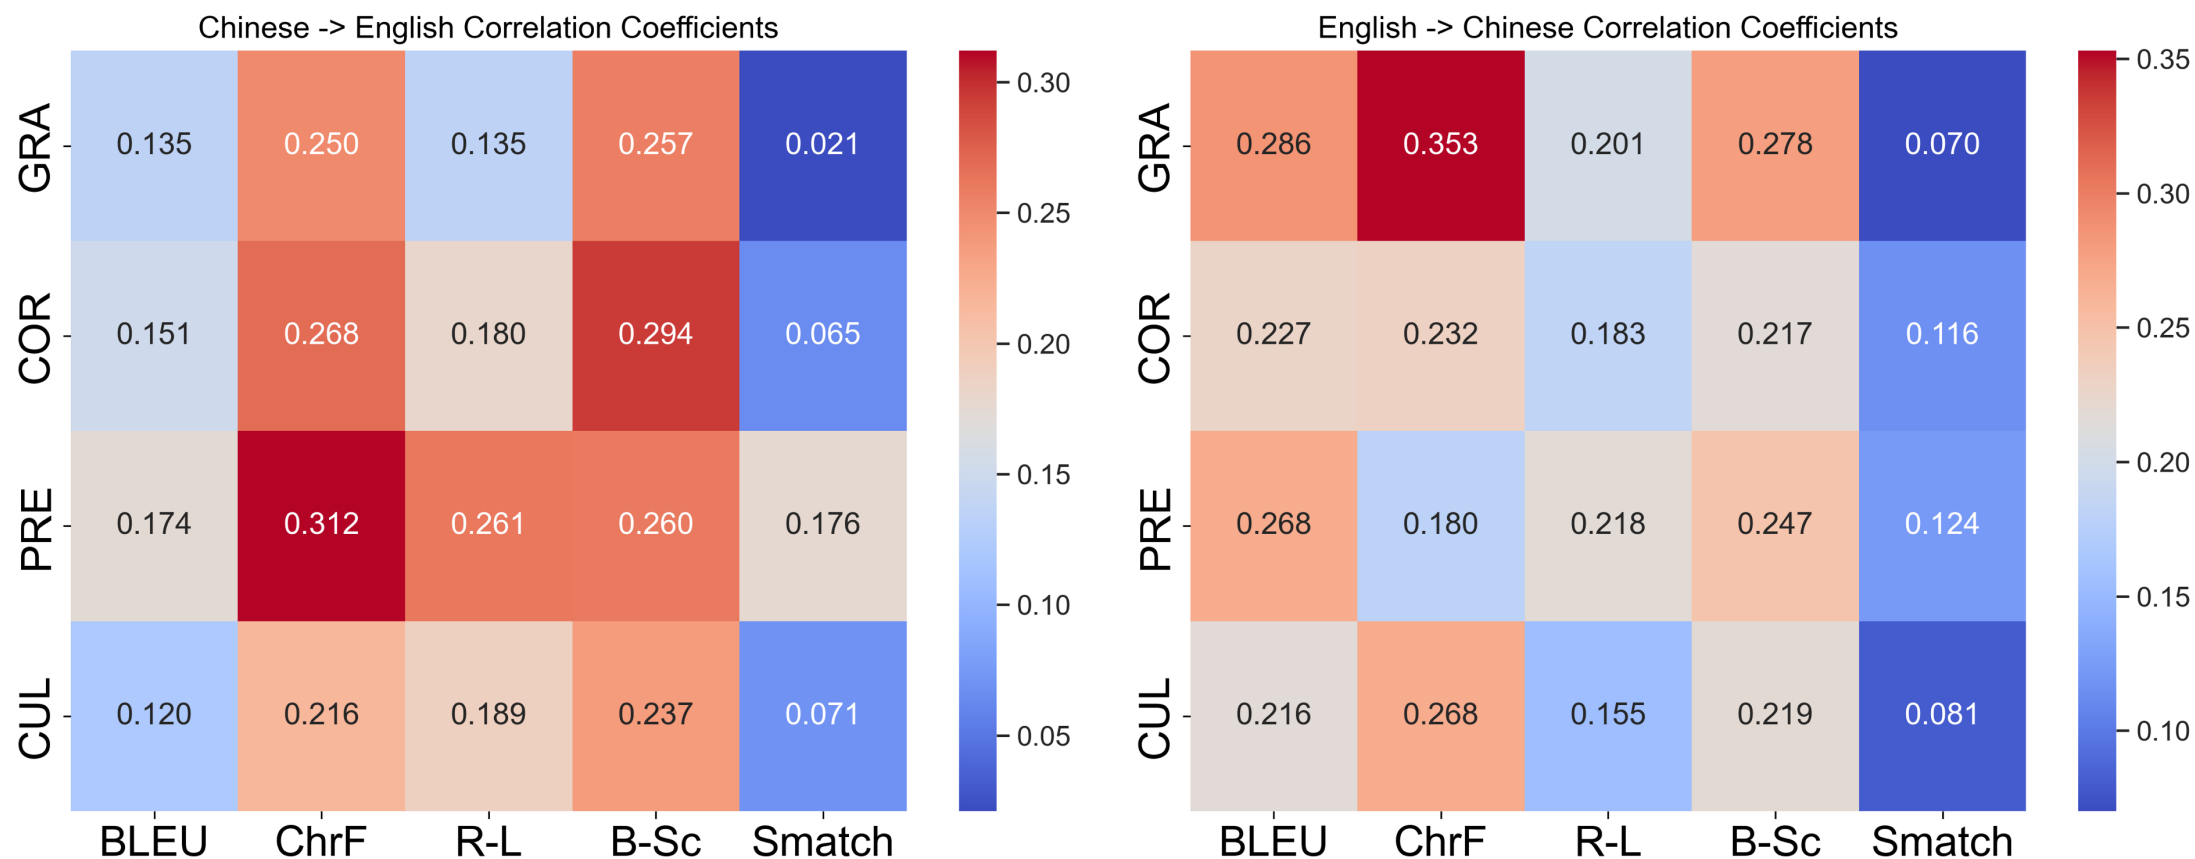 Chinese -> English Correlation Coefficients
GRA 0.135 0.250 0.135 0.257 0.021
COR 0.151 0.268 0.180 0.294 0.065
PRE 0.174 0.312 0.261 0.260 0.176
CUL 0.120 0.216 0.189 0.237 0.071
BLEU ChrF R-L B-Sc Smatch
0.30
0.25
0.20
0.15
0.10
0.05
English -> Chinese Correlation Coefficients
GRA 0.286 0.353 0.201 0.278 0.070
COR 0.227 0.232 0.183 0.217 0.116
PRE 0.268 0.180 0.218 0.247 0.124
CUL 0.216 0.268 0.155 0.219 0.081
BLEU ChrF R-L B-Sc Smatch
0.35
0.30
0.25
0.20
0.15
0.10